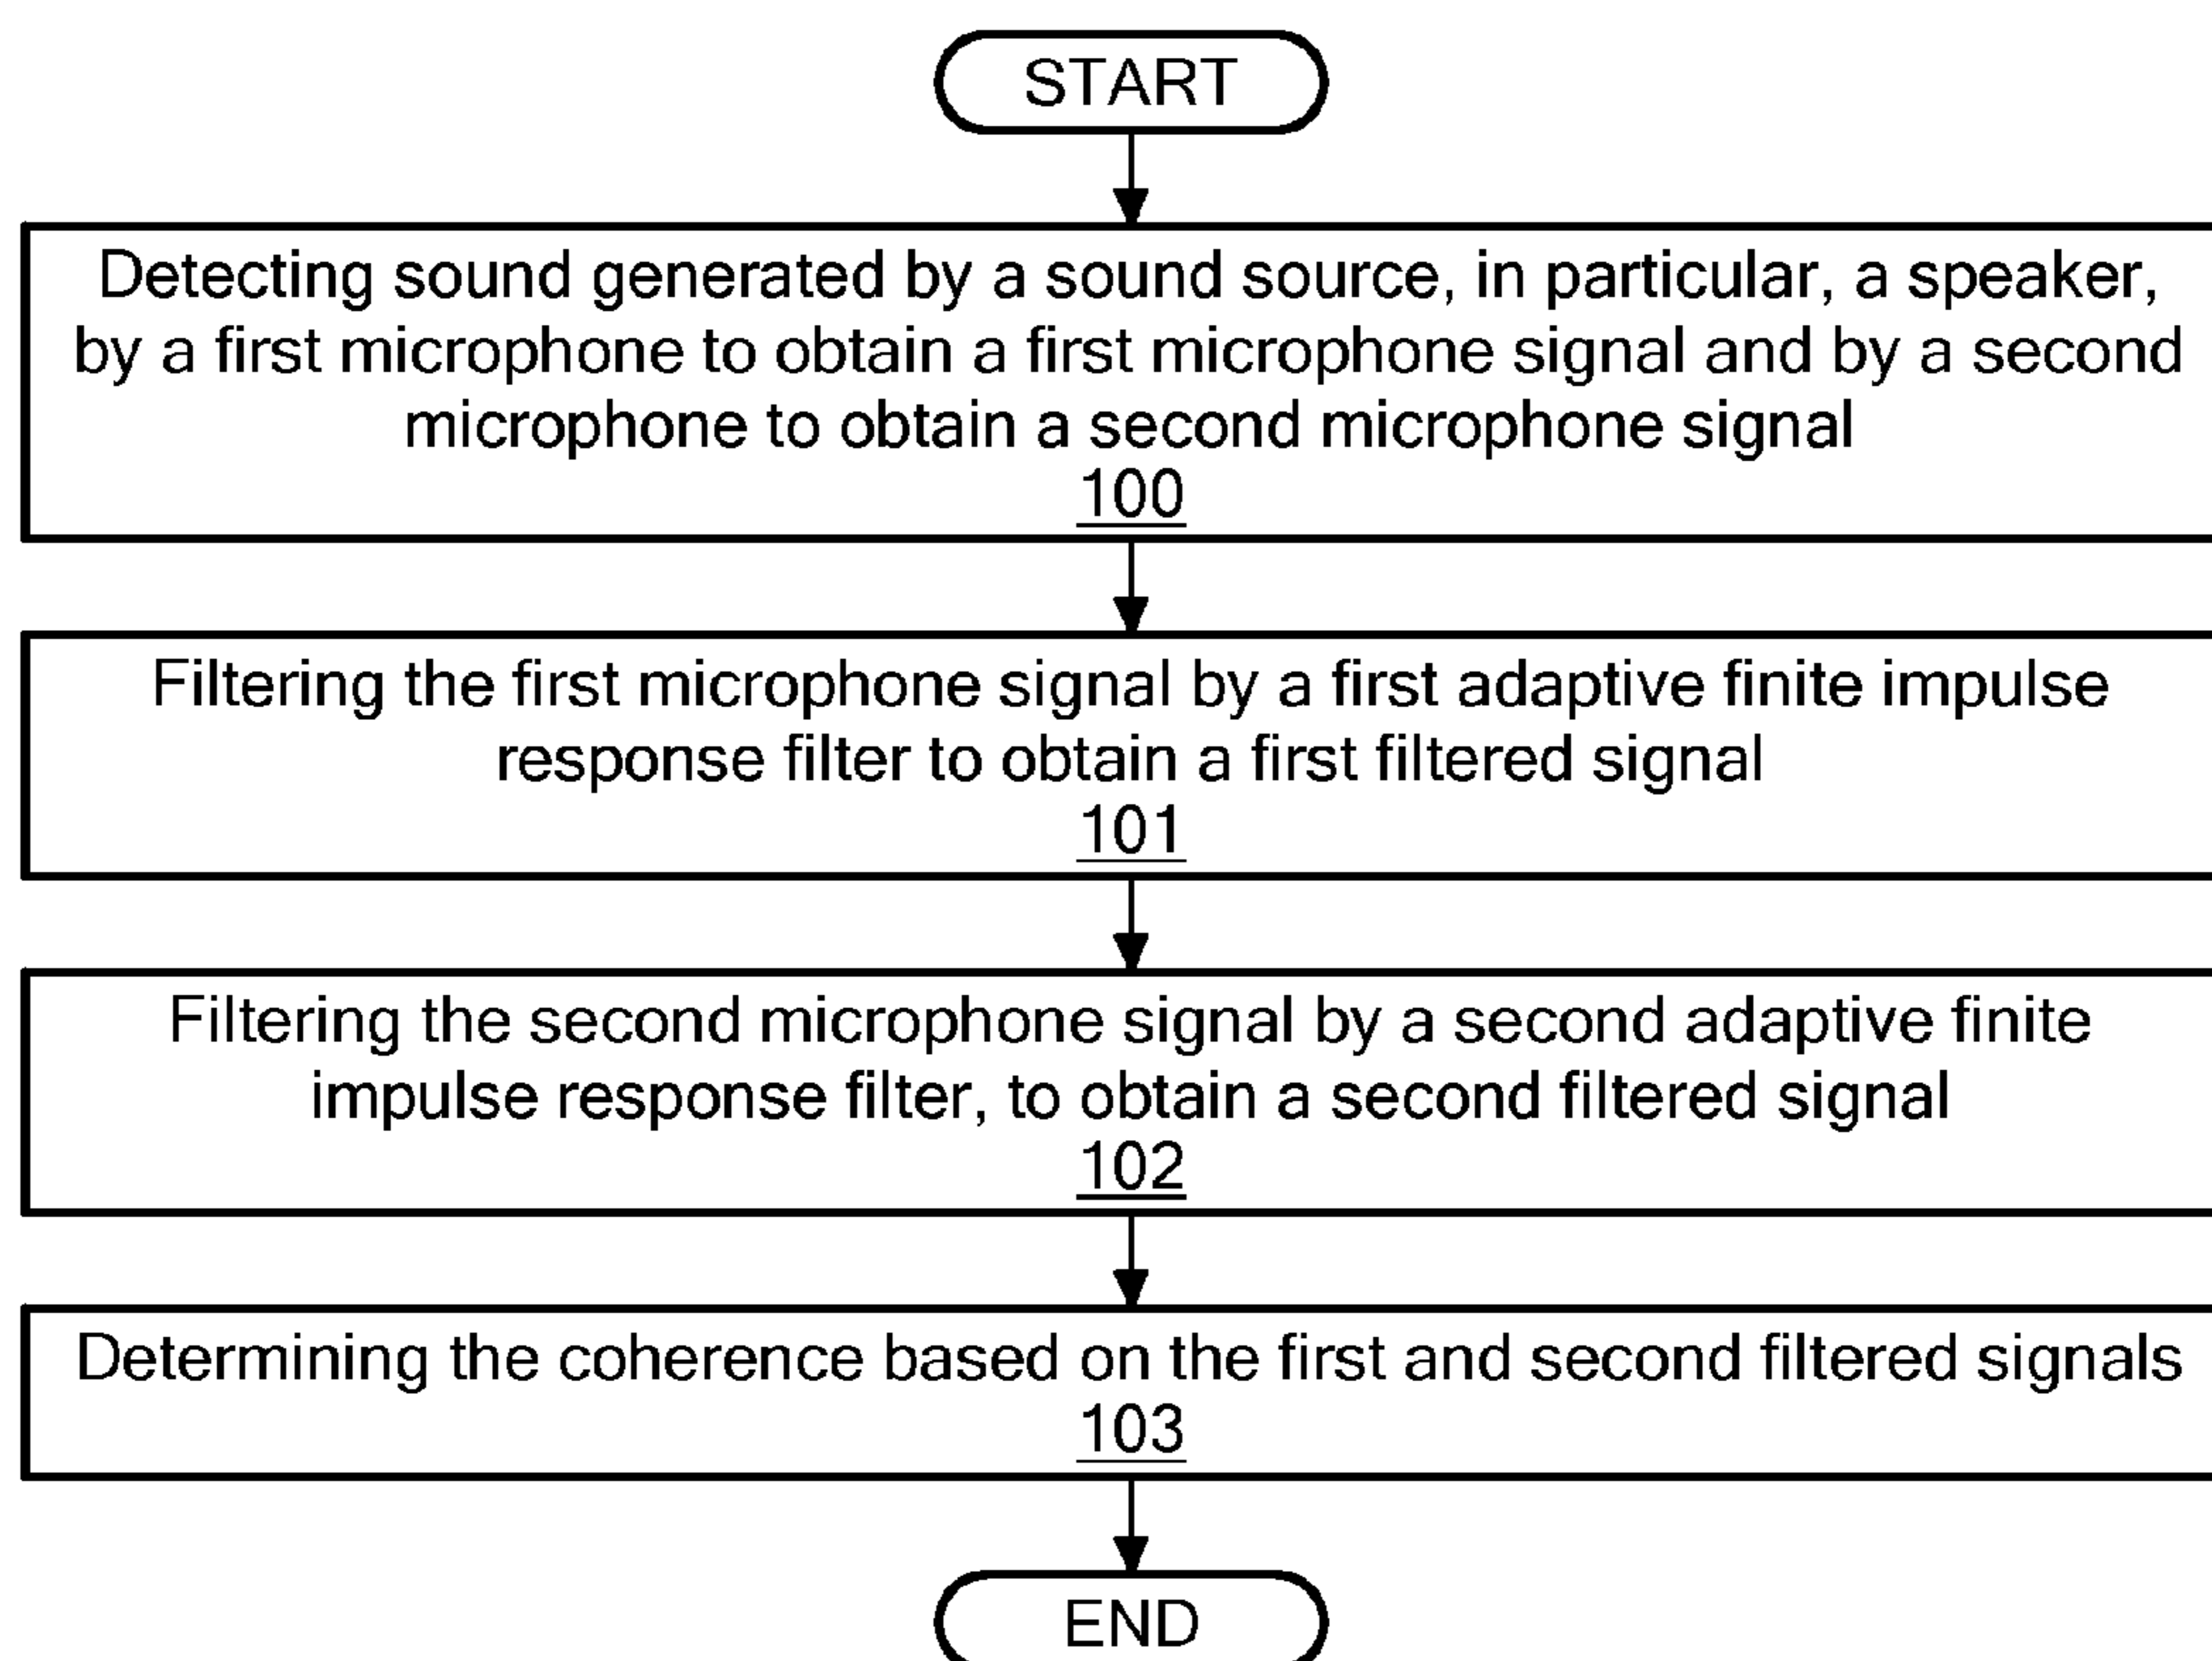 START
Detecting sound generated by a sound source, in particular, a speaker,
by a first microphone to obtain a first microphone signal and by a second
microphone to obtain a second microphone signal
100
Filtering the first microphone signal by a first adaptive finite impulse
response filter to obtain a first filtered signal
101
Filtering the second microphone signal by a second adaptive finite
impulse response filter, to obtain a second filtered signal
102
Determining the coherence based on the first and second filtered signals
103
END